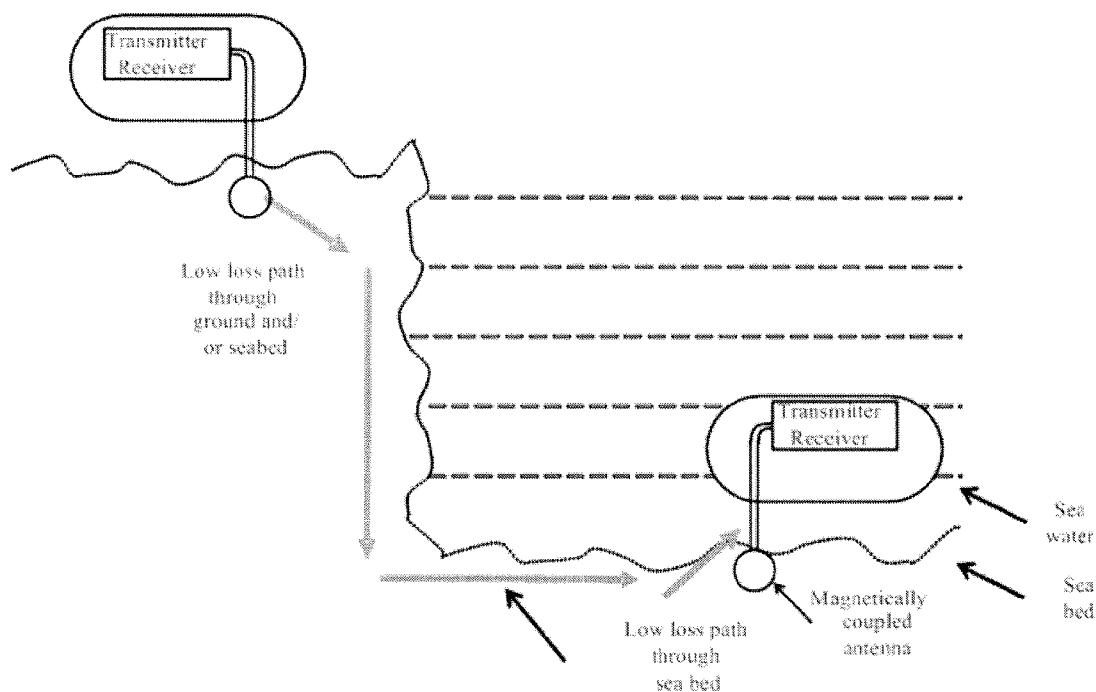 Transmitter
Receiver
Low loss path
through
ground and/
or seabed
Transmitter
Receiver
Sea
water
Sea
bed
Magnetically
coupled
antenna
Low loss path
through
sea bed